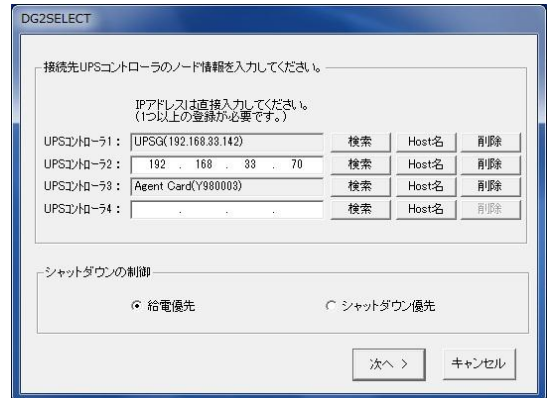 DG2SELECT
接続先UPSコントローラのノード情報を入力してください。
IPアドレスは直接入力してください。
(1つ以上の登録が必要です。)
UPSコントローラ1： UPSG(192.168.33.142) 検索 Host名 削除
UPSコントローラ2： 192 . 168 . 33 . 70 検索 Host名 削除
UPSコントローラ3： Agent Card(Y980003) 検索 Host名 削除
UPSコントローラ4： . . . 検索 Host名 削除
シャットダウンの制御
給電優先 シャットダウン優先
次へ > キャンセル